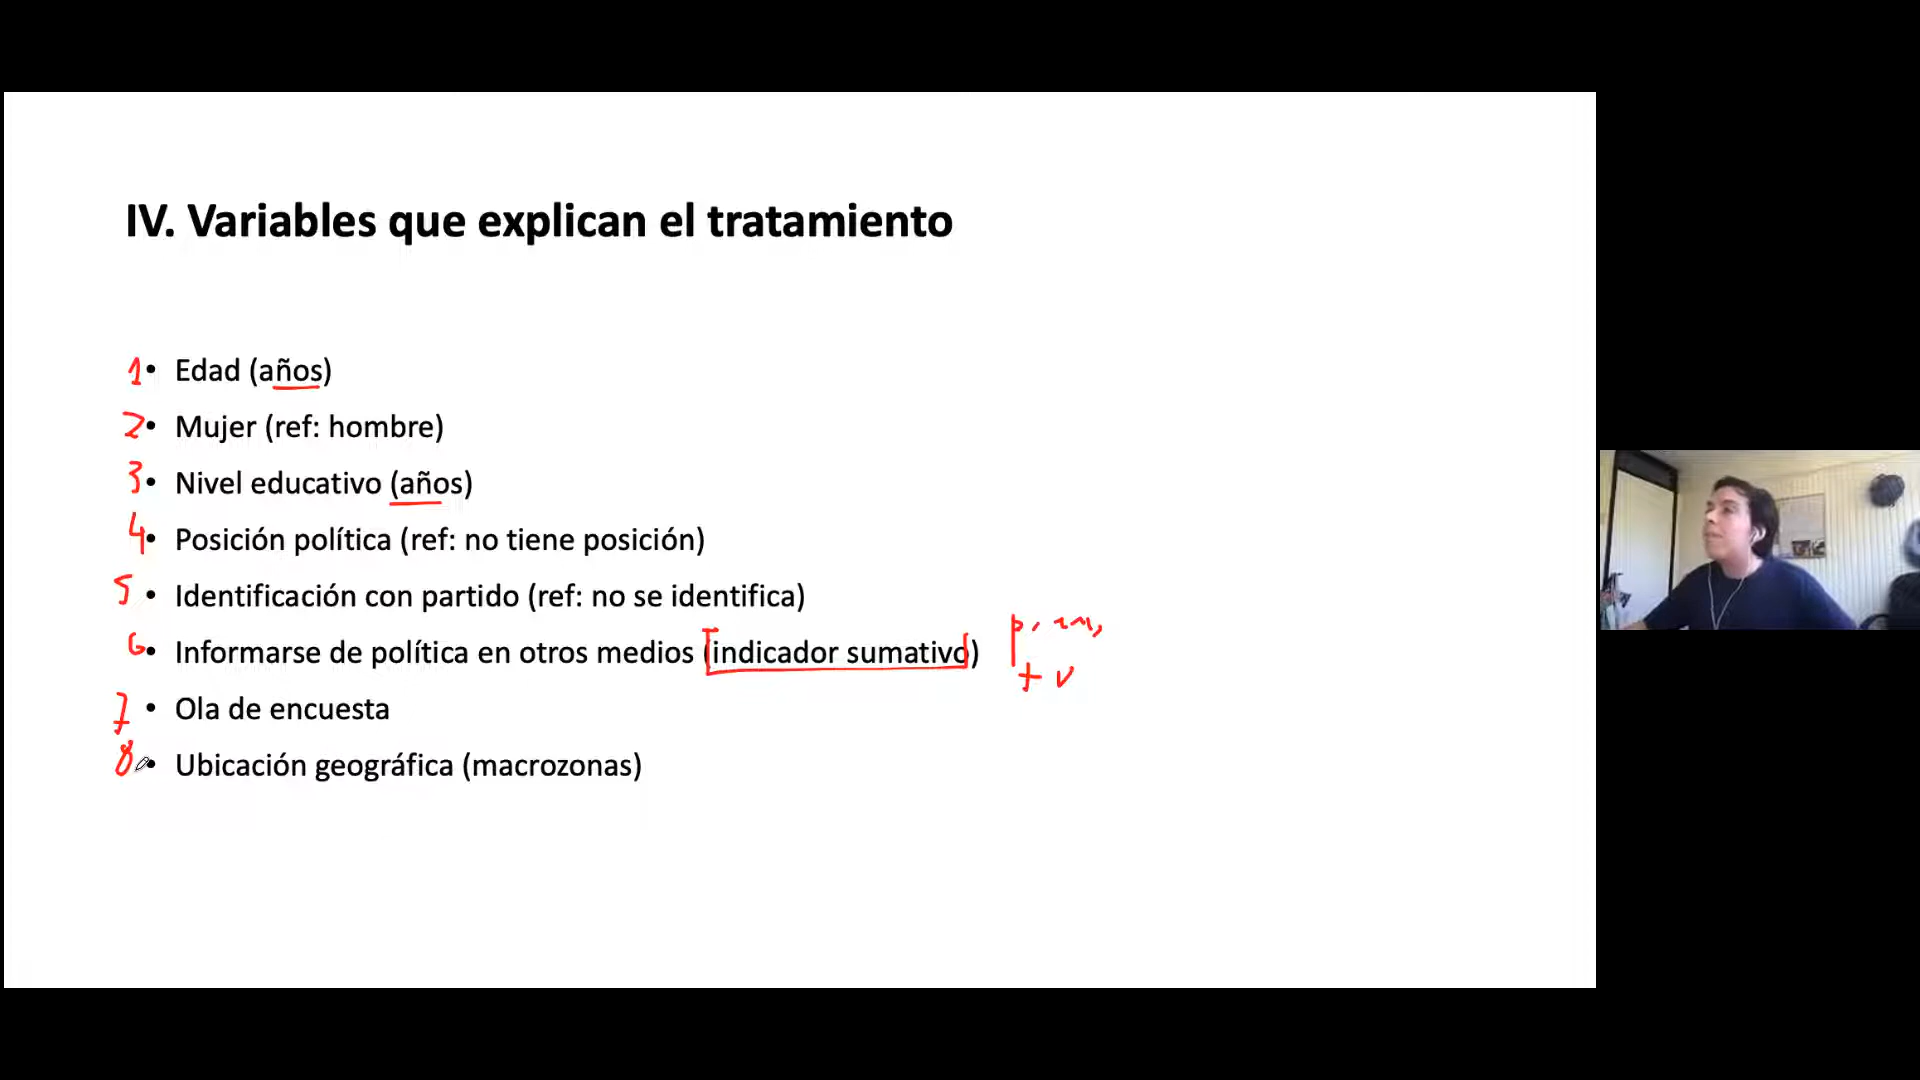 IV. Variables que explican el tratamiento
1 • Edad (años)
2 • Mujer (ref: hombre)
3 • Nivel educativo (años)
4 • Posición política (ref: no tiene posición)
5 • Identificación con partido (ref: no se identifica)
6 • Informarse de política en otros medios (indicador sumativo)
7 • Ola de encuesta
8 • Ubicación geográfica (macrozonas)